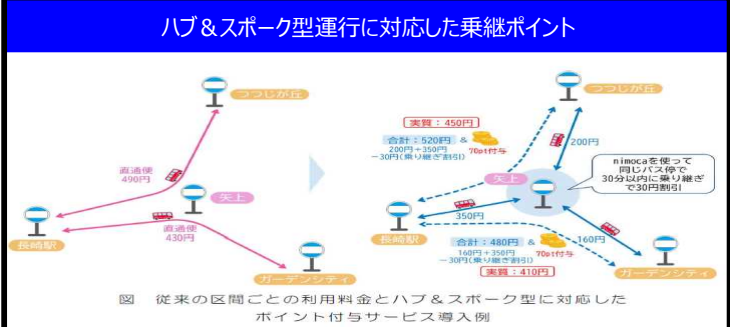 ハブ＆スポーク型運行に対応した乗継ポイント
つつじが丘
直通便
490円
矢上
長崎駅
直通便
430円
ガーデンシティ
つつじが丘
実質：450円
合計：520円 ＆
200円+350円
-30円(乗り継ぎ割引)
70pt付与
200円
nimocaを使って
同じバス停で
30分以内に乗り継ぎ
で30円割引
矢上
350円
長崎駅
合計：480円 ＆
160円+350円
-30円(乗り継ぎ割引)
70pt付与
実質：410円
160円
ガーデンシティ
図 従来の区間ごとの利用料金とハブ＆スポーク型に対応した
ポイント付与サービス導入例